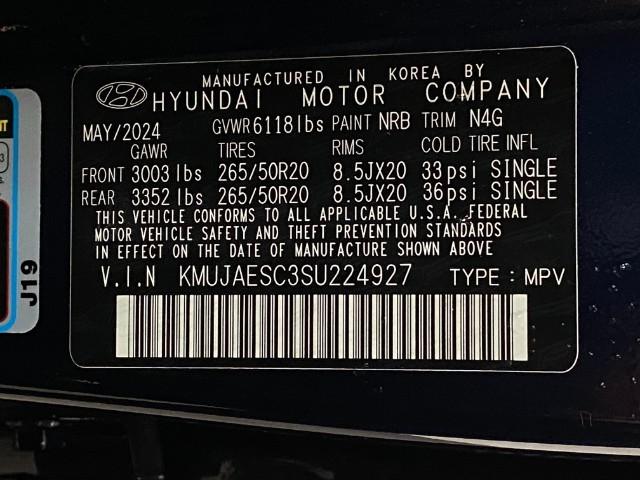 MANUFACTURED IN KOREA BY
HYUNDAI MOTOR COMPANY
MAY/2024 GVWR 6118 lbs PAINT NRB TRIM N4G
GAWR TIRES RIMS COLD TIRE INFL
FRONT 3003 lbs 265/50R20 8.5JX20 33psi SINGLE
REAR 3352 lbs 265/50R20 8.5JX20 36psi SINGLE
THIS VEHICLE CONFORMS TO ALL APPLICABLE U.S.A. FEDERAL
MOTOR VEHICLE SAFETY AND THEFT PREVENTION STANDARDS
IN EFFECT ON THE DATE OF MANUFACTURE SHOWN ABOVE
V.I.N KMUJAESC3SU224927 TYPE : MPV
J19